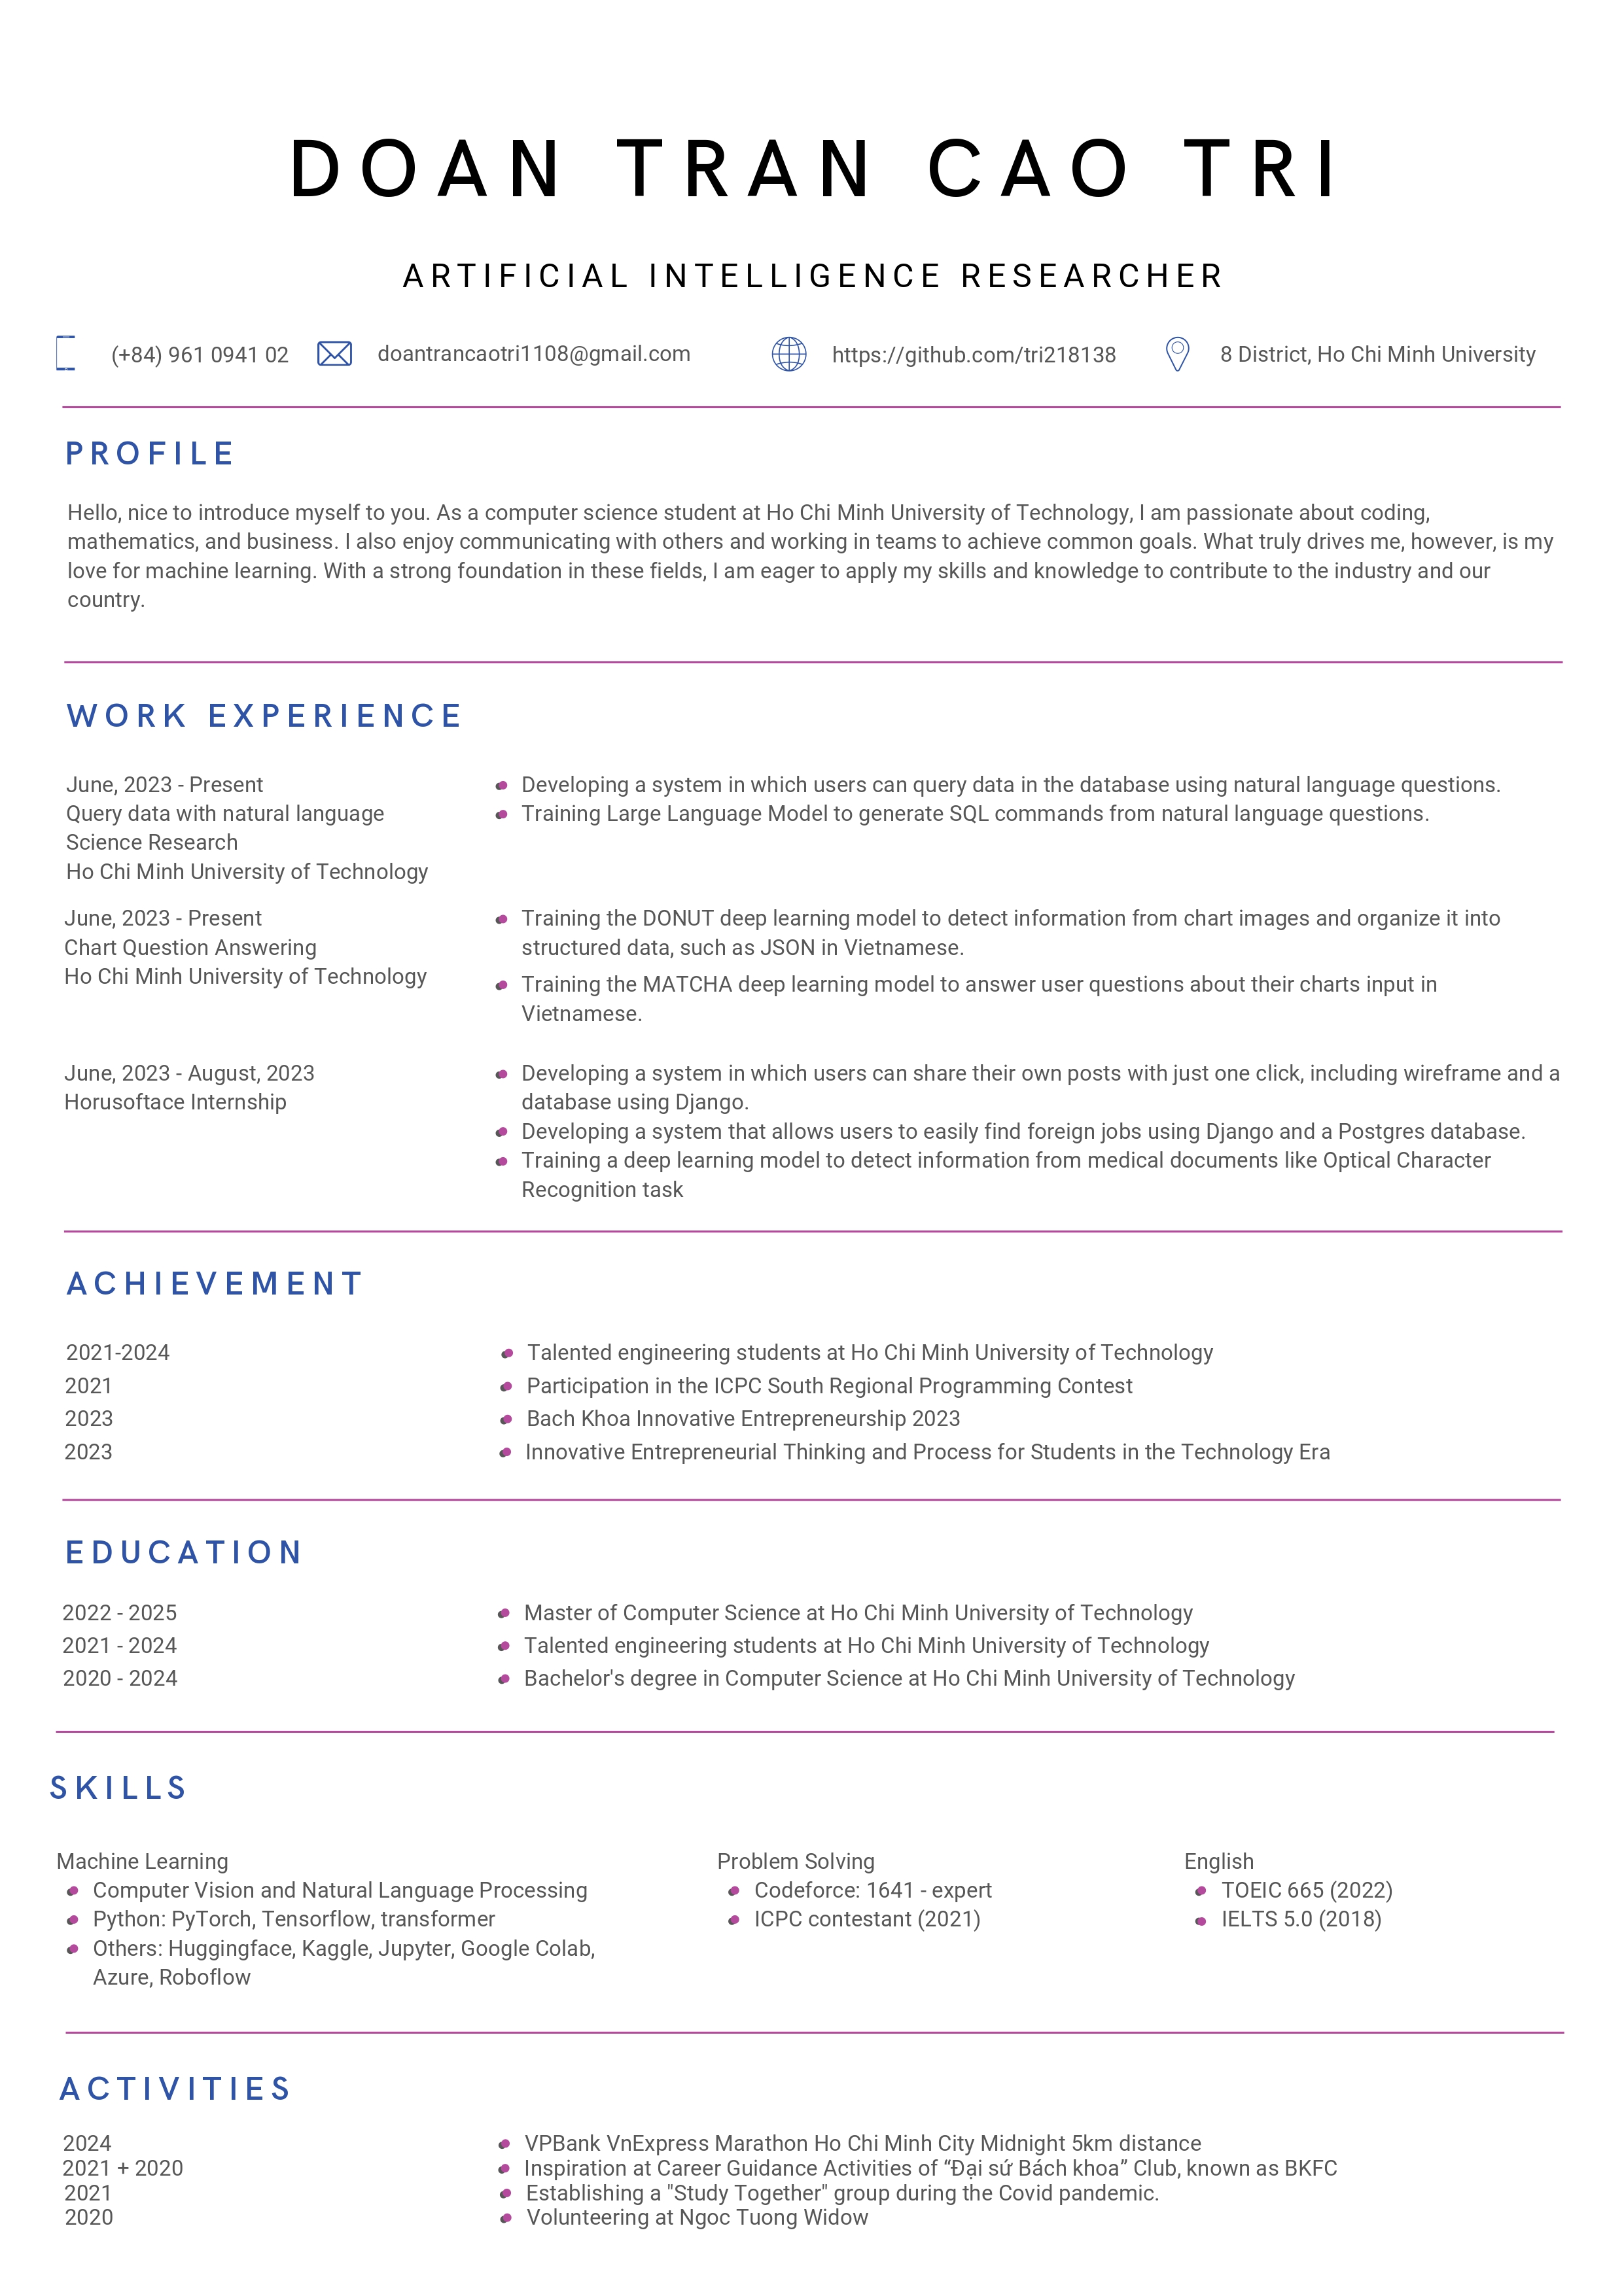 DOAN TRAN CAO TRI
ARTIFICIAL INTELLIGENCE RESEARCHER
(+84) 961 0941 02 doantrancaotri1108@gmail.com https://github.com/tri218138 8 District, Ho Chi Minh University
PROFILE
Hello, nice to introduce myself to you. As a computer science student at Ho Chi Minh University of Technology, I am passionate about coding,
mathematics, and business. I also enjoy communicating with others and working in teams to achieve common goals. What truly drives me, however, is my
love for machine learning. With a strong foundation in these fields, I am eager to apply my skills and knowledge to contribute to the industry and our
country.
WORK EXPERIENCE
June, 2023 - Present
Query data with natural language
Science Research
Ho Chi Minh University of Technology
Developing a system in which users can query data in the database using natural language questions.
Training Large Language Model to generate SQL commands from natural language questions.
June, 2023 - Present
Chart Question Answering
Ho Chi Minh University of Technology
Training the DONUT deep learning model to detect information from chart images and organize it into
structured data, such as JSON in Vietnamese.
Training the MATCHA deep learning model to answer user questions about their charts input in
Vietnamese.
June, 2023 - August, 2023
Horusoftace Internship
Developing a system in which users can share their own posts with just one click, including wireframe and a
database using Django.
Developing a system that allows users to easily find foreign jobs using Django and a Postgres database.
Training a deep learning model to detect information from medical documents like Optical Character
Recognition task
ACHIEVEMENT
2021-2024 Talented engineering students at Ho Chi Minh University of Technology
2021 Participation in the ICPC South Regional Programming Contest
2023 Bach Khoa Innovative Entrepreneurship 2023
2023 Innovative Entrepreneurial Thinking and Process for Students in the Technology Era
EDUCATION
2022 - 2025 Master of Computer Science at Ho Chi Minh University of Technology
2021 - 2024 Talented engineering students at Ho Chi Minh University of Technology
2020 - 2024 Bachelor's degree in Computer Science at Ho Chi Minh University of Technology
SKILLS
Machine Learning
Computer Vision and Natural Language Processing
Python: PyTorch, Tensorflow, transformer
Others: Huggingface, Kaggle, Jupyter, Google Colab,
Azure, Roboflow
Problem Solving
Codeforce: 1641 - expert
ICPC contestant (2021)
English
TOEIC 665 (2022)
IELTS 5.0 (2018)
ACTIVITIES
2024 VPBank VnExpress Marathon Ho Chi Minh City Midnight 5km distance
2021 + 2020 Inspiration at Career Guidance Activities of “Đại sứ Bách khoa” Club, known as BKFC
2021 Establishing a "Study Together" group during the Covid pandemic.
2020 Volunteering at Ngoc Tuong Widow